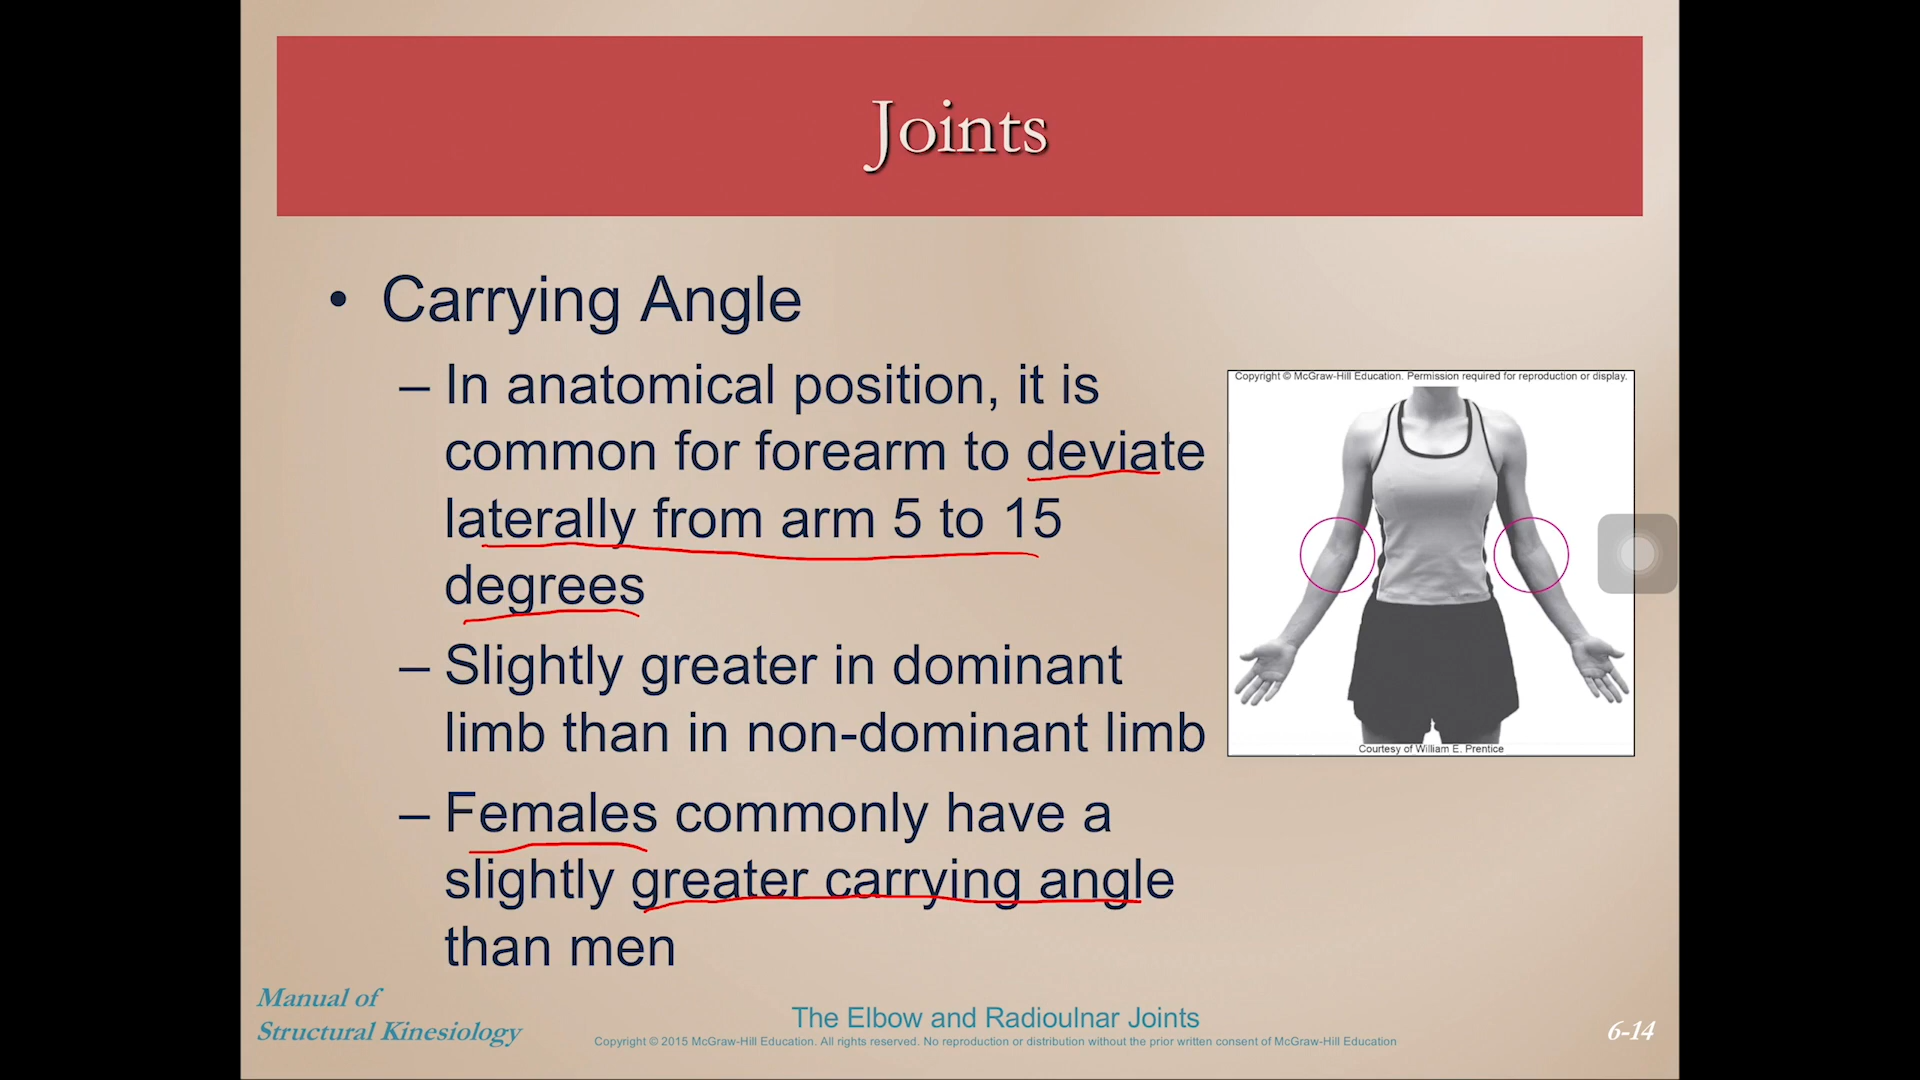 Joints
• Carrying Angle
– In anatomical position, it is
common for forearm to deviate
laterally from arm 5 to 15
degrees
– Slightly greater in dominant
limb than in non-dominant limb
– Females commonly have a
slightly greater carrying angle
than men
Copyright © McGraw-Hill Education. Permission required for reproduction or display.
Courtesy of William E. Prentice
Manual of
Structural Kinesiology
The Elbow and Radioulnar Joints
Copyright © 2015 McGraw-Hill Education. All rights reserved. No reproduction or distribution without the prior written consent of McGraw-Hill Education
6-14